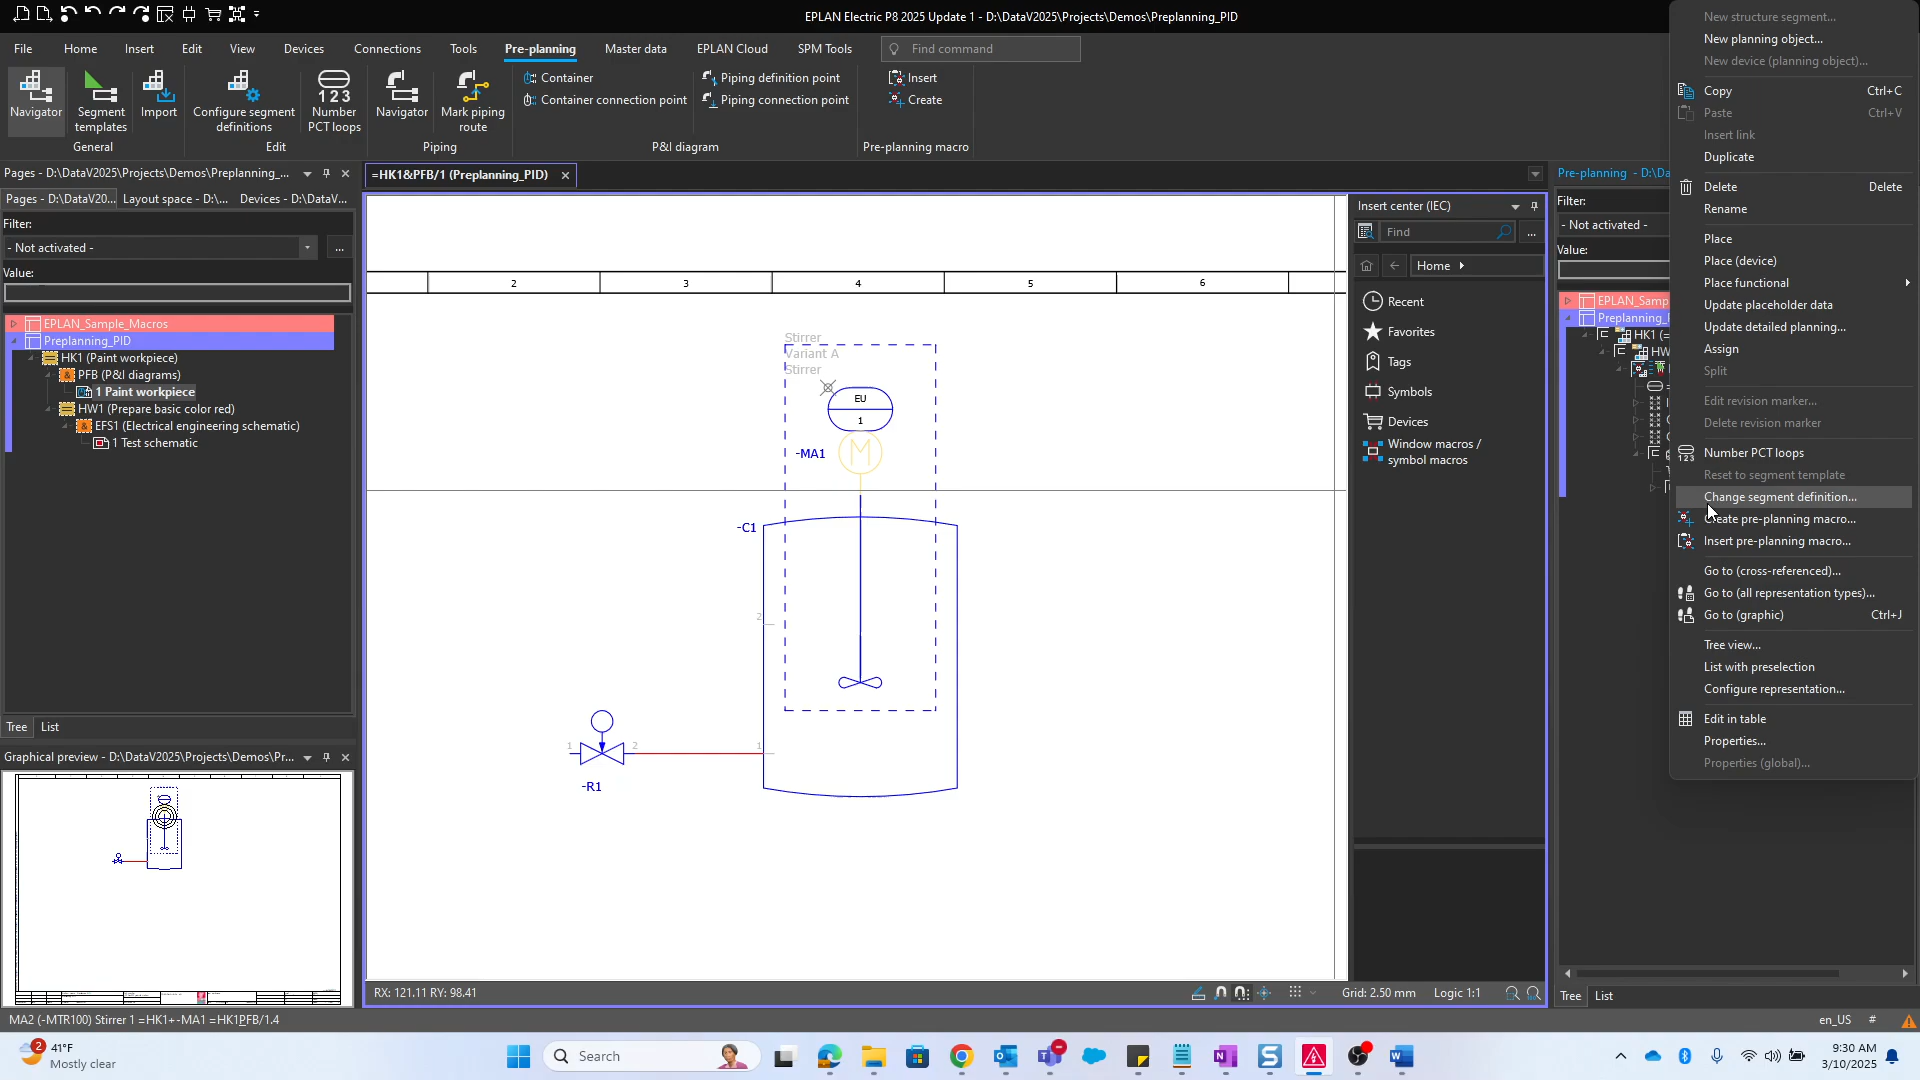 EPLAN Electric P8 2025 Update 1 - D:\DataV2025\Projects\Demos\Preplanning_PID
File Home Insert Edit View Devices Connections Tools Pre-planning Master data EPLAN Cloud SPM Tools Find command
Navigator
Segment templates
Import
Configure segment definitions
Number PCT loops
Navigator
Mark piping route
Container
Container connection point
Piping definition point
Piping connection point
Insert
Create
General
Edit
Piping
P&I diagram
Pre-planning macro
Pages - D:\DataV2025\Projects\Demos\Preplanning_...
Pages - D:\DataV20... Layout space - D:\... Devices - D:\DataV...
Filter:
- Not activated -
...
Value:
EPLAN_Sample_Macros
Preplanning_PID
HK1 (Paint workpiece)
PFB (P&I diagrams)
1 Paint workpiece
HW1 (Prepare basic color red)
EFS1 (Electrical engineering schematic)
1 Test schematic
Tree List
Graphical preview - D:\DataV2025\Projects\Demos\Pr...
=HK1&PFB/1 (Preplanning_PID)
2 3 4 5 6
Stirrer
Variant A
Stirrer
EU
1
-MA1
M
-C1
2
1
1 2
-R1
RX: 121.11 RY: 98.41
Grid: 2.50 mm Logic 1:1
Insert center (IEC)
Find
...
Home
Recent
Favorites
Tags
Symbols
Devices
Window macros /
symbol macros
Pre-planning - D:\Da
Filter:
- Not activated -
Value:
EPLAN_Samp
Preplanning_
HK1 (=
HW
Tree List
New structure segment...
New planning object...
New device (planning object)...
Copy Ctrl+C
Paste Ctrl+V
Insert link
Duplicate
Delete Delete
Rename
Place
Place (device)
Place functional
Update placeholder data
Update detailed planning...
Assign
Split
Edit revision marker...
Delete revision marker
Number PCT loops
Reset to segment template
Change segment definition...
Create pre-planning macro...
Insert pre-planning macro...
Go to (cross-referenced)...
Go to (all representation types)...
Go to (graphic) Ctrl+J
Tree view...
List with preselection
Configure representation...
Edit in table
Properties...
Properties (global)...
MA2 (-MTR100) Stirrer 1 =HK1+-MA1 =HK1PFB/1.4
en_US #
2
41°F
Mostly clear
Search
9:30 AM
3/10/2025